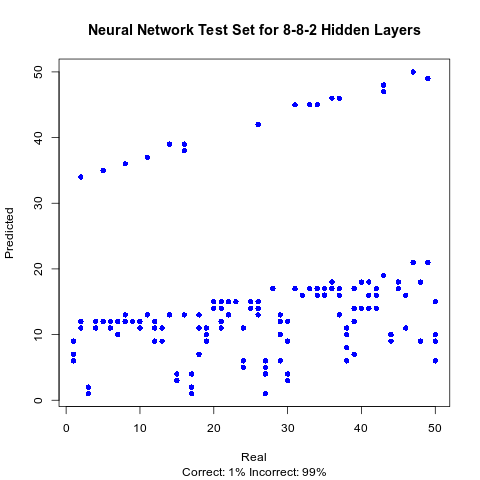 Neural Network Test Set for 8-8-2 Hidden Layers
Predicted
50
40
30
20
10
0
0 10 20 30 40 50
Real
Correct: 1% Incorrect: 99%